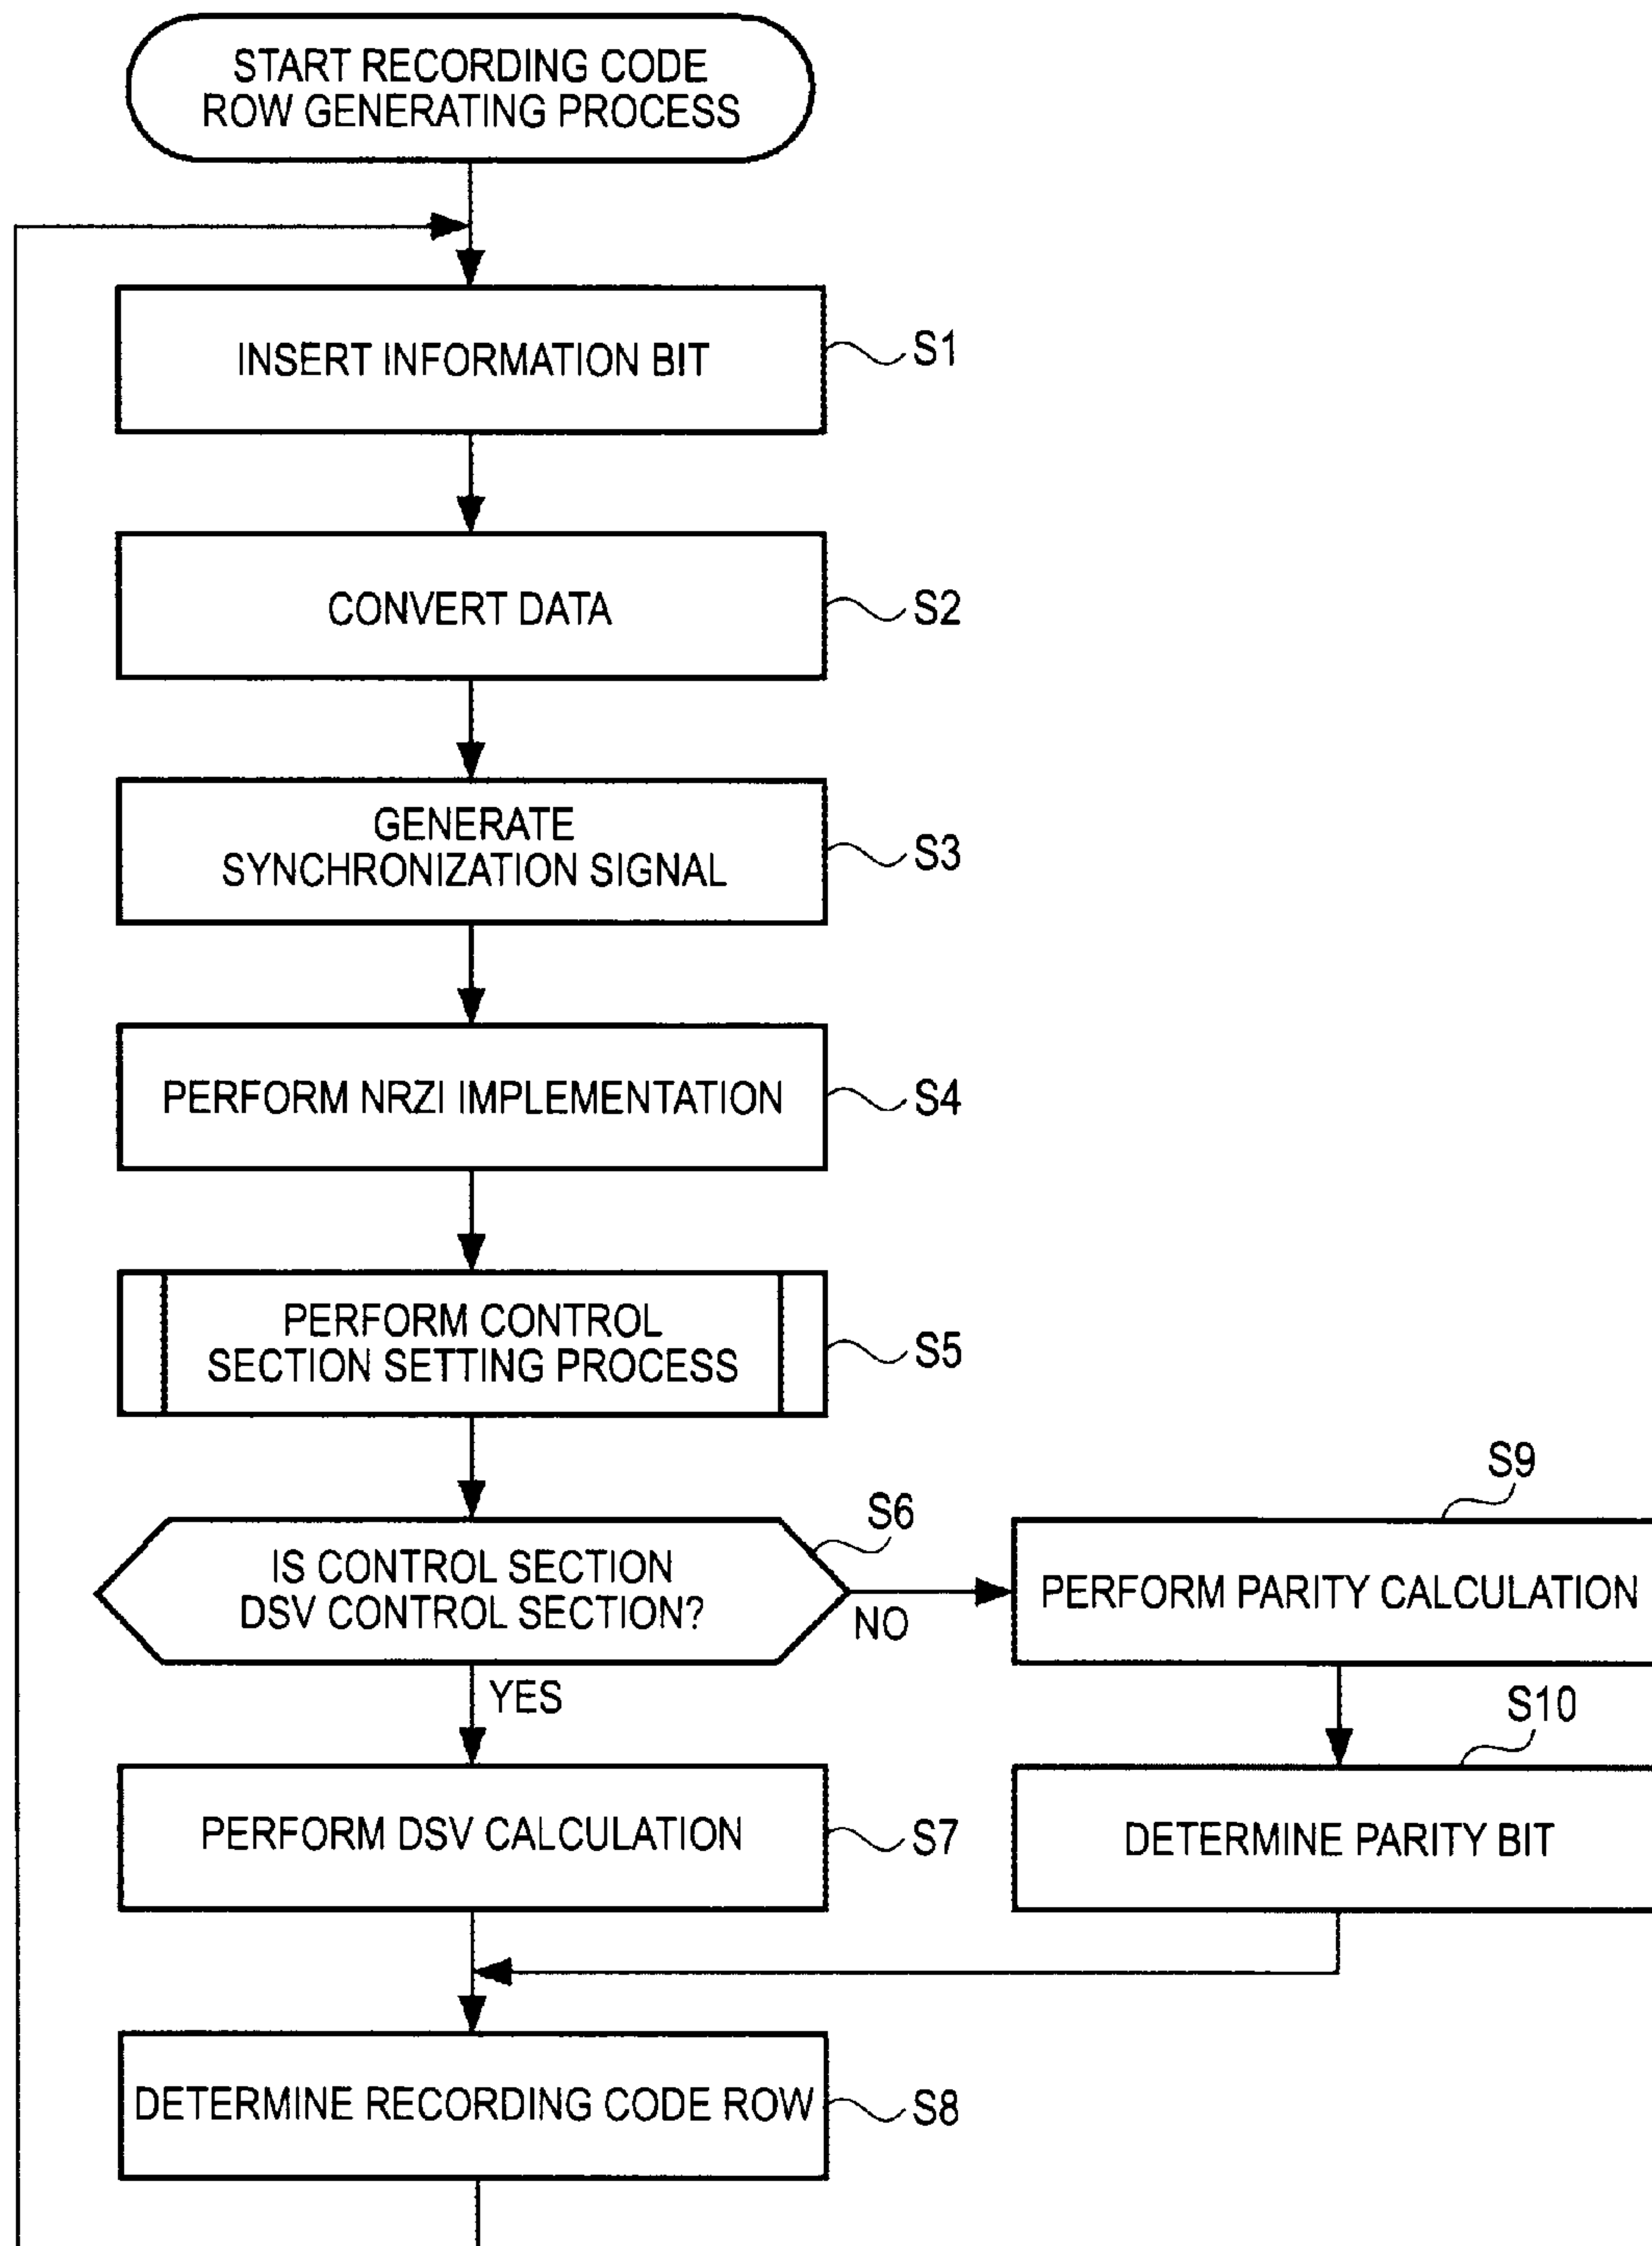 START RECORDING CODE
ROW GENERATING PROCESS
INSERT INFORMATION BIT
S1
CONVERT DATA
S2
GENERATE
SYNCHRONIZATION SIGNAL
S3
PERFORM NRZI IMPLEMENTATION
S4
PERFORM CONTROL
SECTION SETTING PROCESS
S5
IS CONTROL SECTION
DSV CONTROL SECTION?
S6
NO
YES
S9
PERFORM PARITY CALCULATION
S10
DETERMINE PARITY BIT
PERFORM DSV CALCULATION
S7
DETERMINE RECORDING CODE ROW
S8